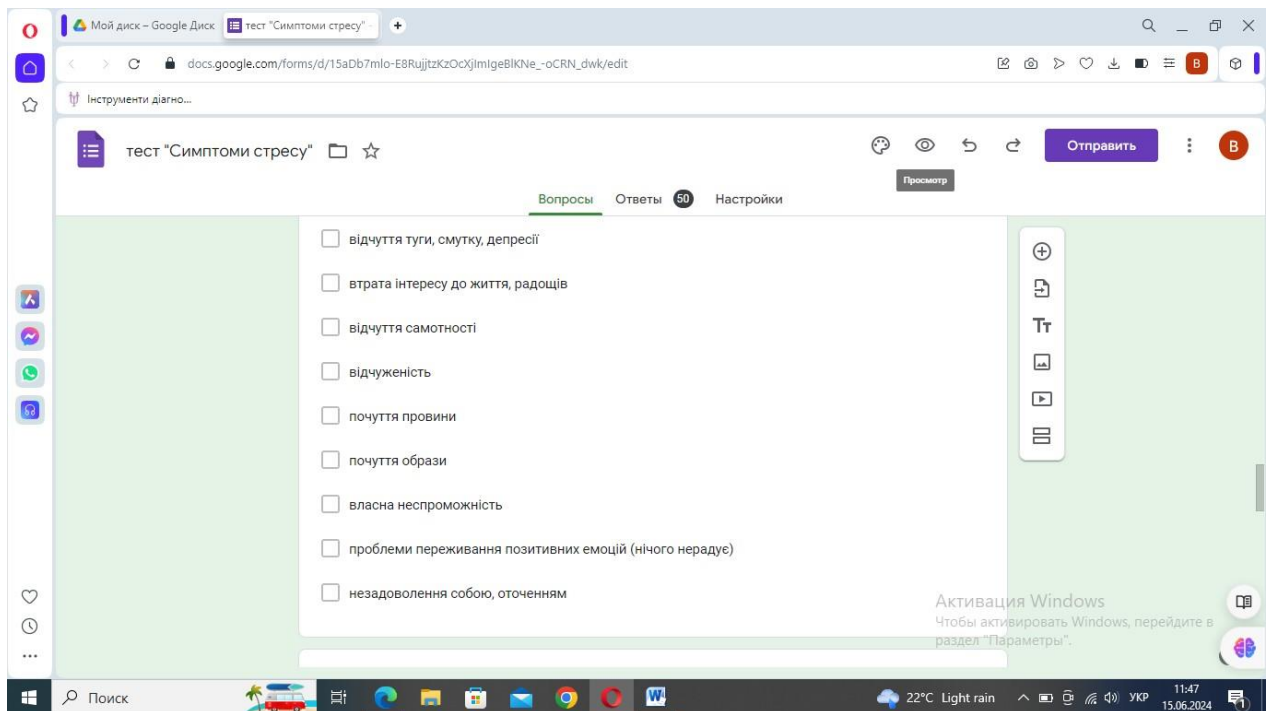 Мой диск – Google Диск
тест "Симптоми стресу" -
docs.google.com/forms/d/15aDb7mlo-E8RujjtzKzOcXjlmIgeBlKNe_-oCRN_dwk/edit
B
Інструменти діагно...
тест "Симптоми стресу"
Отправить
B
Просмотр
Вопросы Ответы 50 Настройки
відчуття туги, смутку, депресії
втрата інтересу до життя, радощів
відчуття самотності
відчуженість
почуття провини
почуття образи
власна неспроможність
проблеми переживання позитивних емоцій (нічого нерадує)
незадоволення собою, оточенням
Tт
Активация Windows
Чтобы активировать Windows, перейдите в
раздел "Параметры".
Поиск
22°C Light rain
УКР
11:47
15.06.2024
1